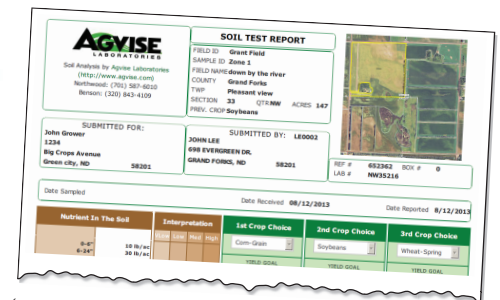 AGVISE
LABORATORIES
Soil Analysis by Agvise Laboratories
(http://www.agvise.com)
Northwood: (701) 587-6010
Benson: (320) 843-4109
SOIL TEST REPORT
FIELD ID Grant Field
SAMPLE ID Zone 1
FIELD NAME down by the river
COUNTY Grand Forks
TWP Pleasant view
SECTION 33 QTR NW ACRES 147
PREV. CROP Soybeans
SUBMITTED FOR:
John Grower
1234
Big Crops Avenue
Green city, ND 58201
SUBMITTED BY: LE0002
JOHN LEE
698 EVERGREEN DR.
GRAND FORKS, ND 58201
REF # 652362 BOX # 0
LAB # NW35216
Date Sampled Date Received 08/12/2013 Date Reported 8/12/2013
Nutrient In The Soil
0-6" 10 lb/ac
6-24" 30 lb/ac
Interpretation
VLow Low Med High
1st Crop Choice
Corn-Grain
YIELD GOAL
2nd Crop Choice
Soybeans
YIELD GOAL
3rd Crop Choice
Wheat-Spring
YIELD GOAL